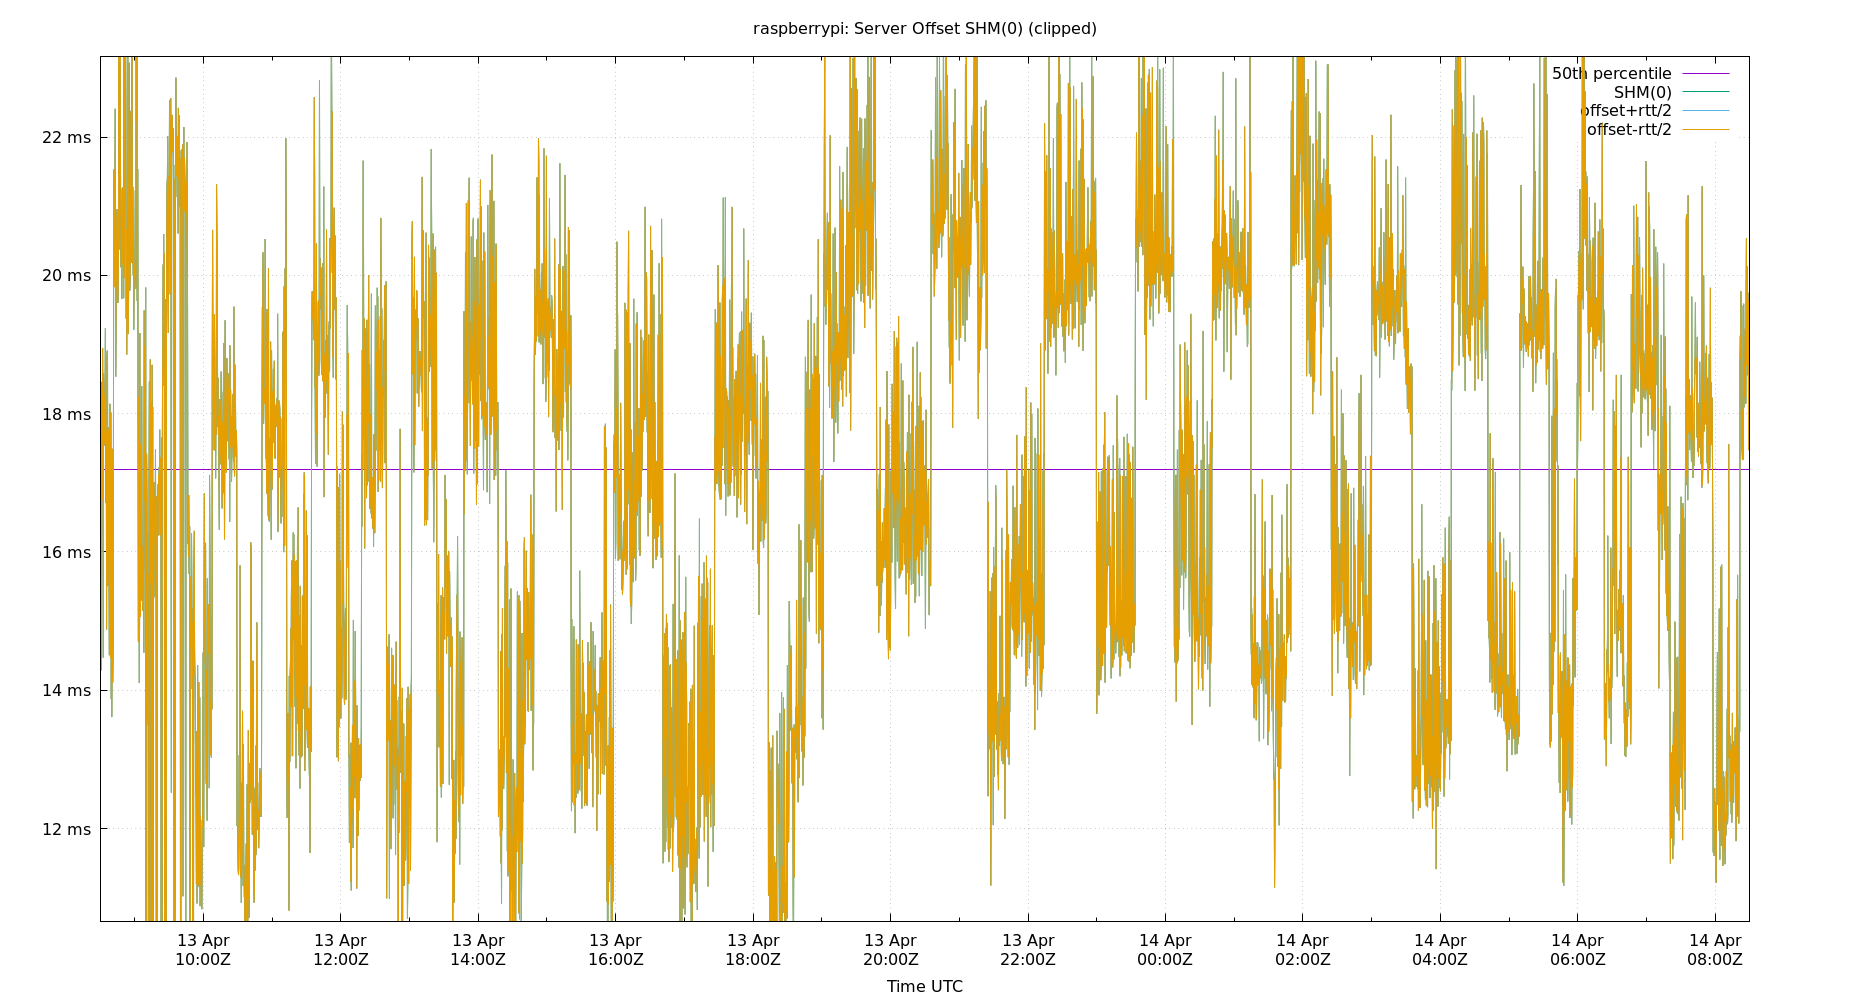 raspberrypi: Server Offset SHM(0) (clipped)
50th percentile
SHM(0)
offset+rtt/2
offset-rtt/2
22 ms
20 ms
18 ms
16 ms
14 ms
12 ms
13 Apr 13 Apr 13 Apr 13 Apr 13 Apr 13 Apr 13 Apr 14 Apr 14 Apr 14 Apr 14 Apr 14 Apr
10:00Z 12:00Z 14:00Z 16:00Z 18:00Z 20:00Z 22:00Z 00:00Z 02:00Z 04:00Z 06:00Z 08:00Z
Time UTC